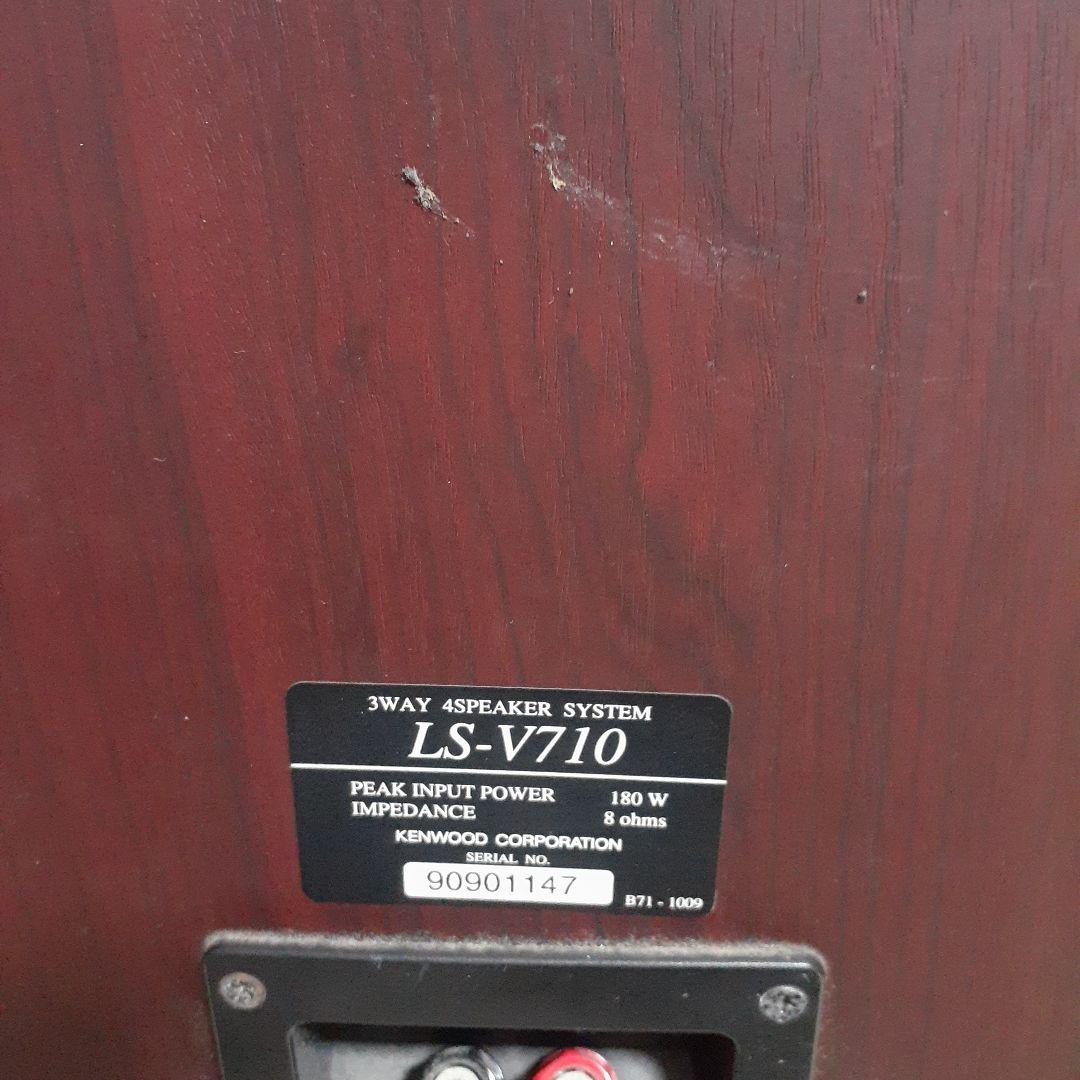 3WAY 4SPEAKER SYSTEM
LS-V710
PEAK INPUT POWER 180 W
IMPEDANCE 8 ohms
KENWOOD CORPORATION
SERIAL NO.
90901147
B71 - 1009